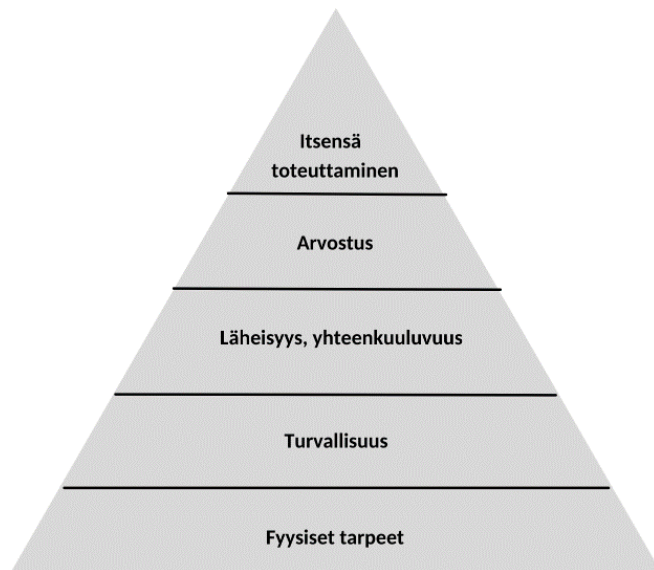 Itsensä
toteuttaminen
Arvostus
Läheisyys, yhteenkuuluvuus
Turvallisuus
Fyysiset tarpeet